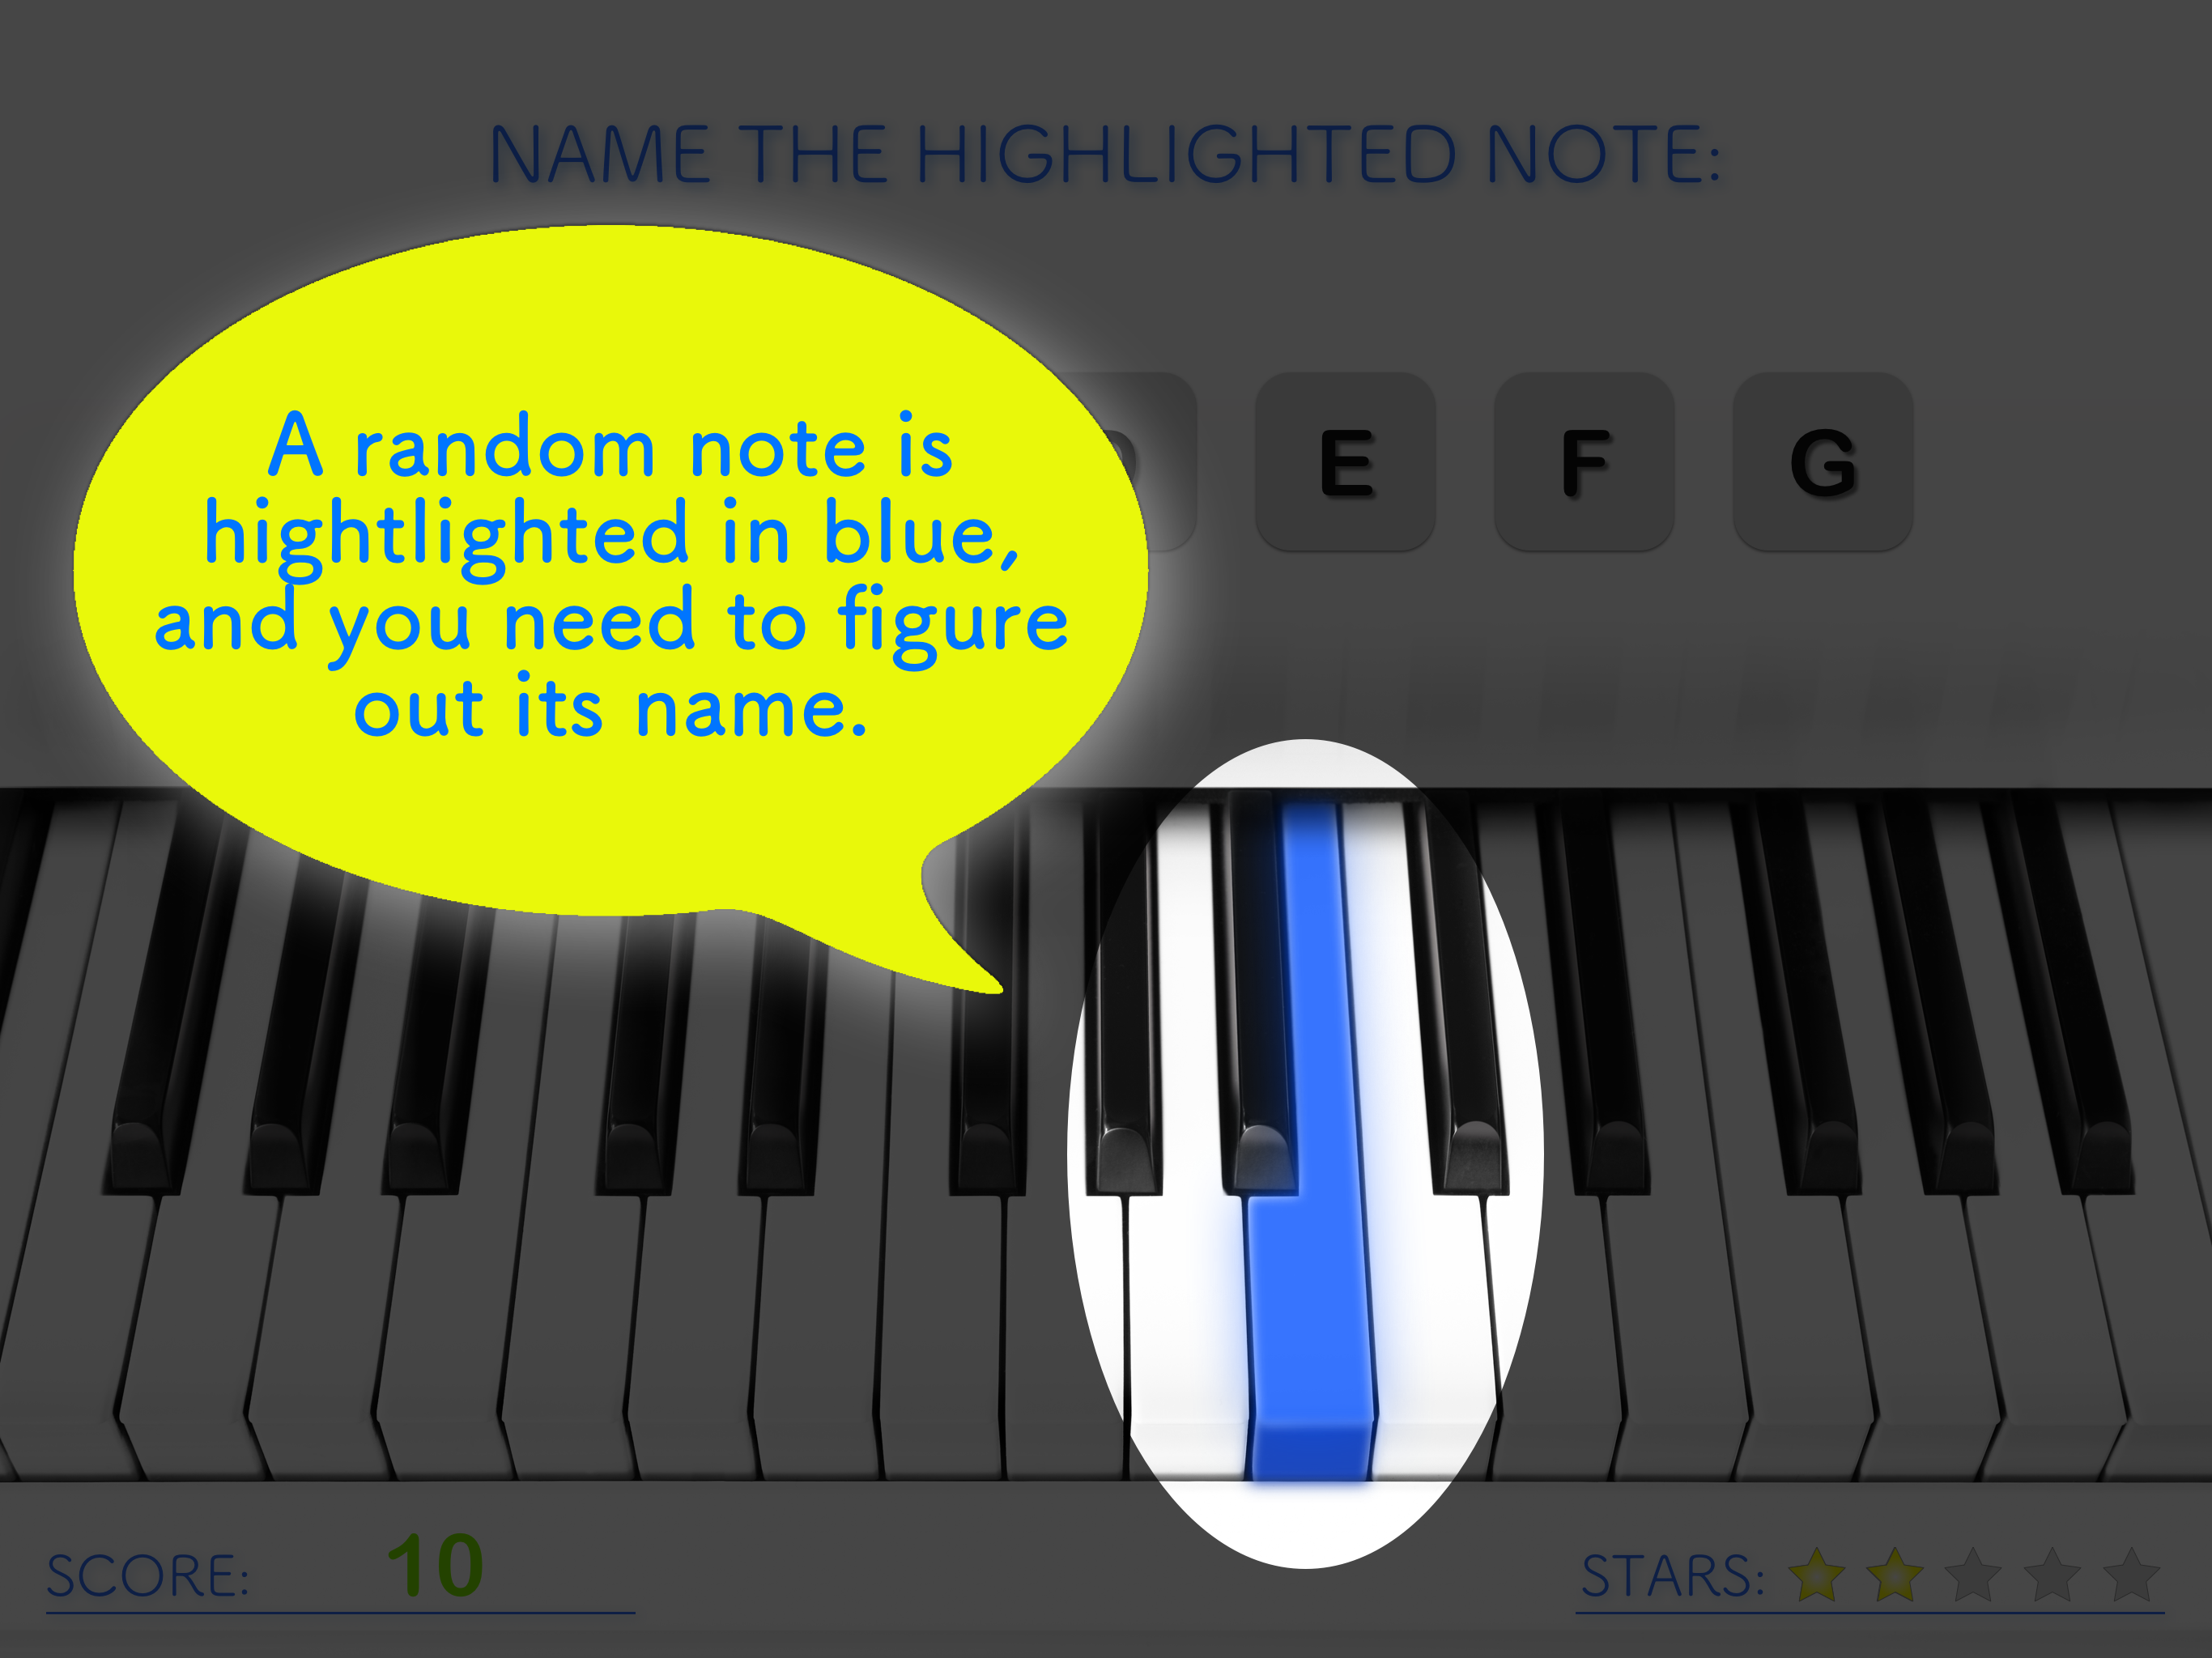 NAME THE HIGHLIGHTED NOTE:
A random note is
hightlighted in blue,
and you need to figure
out its name.
E F G
SCORE: 10
STARS: